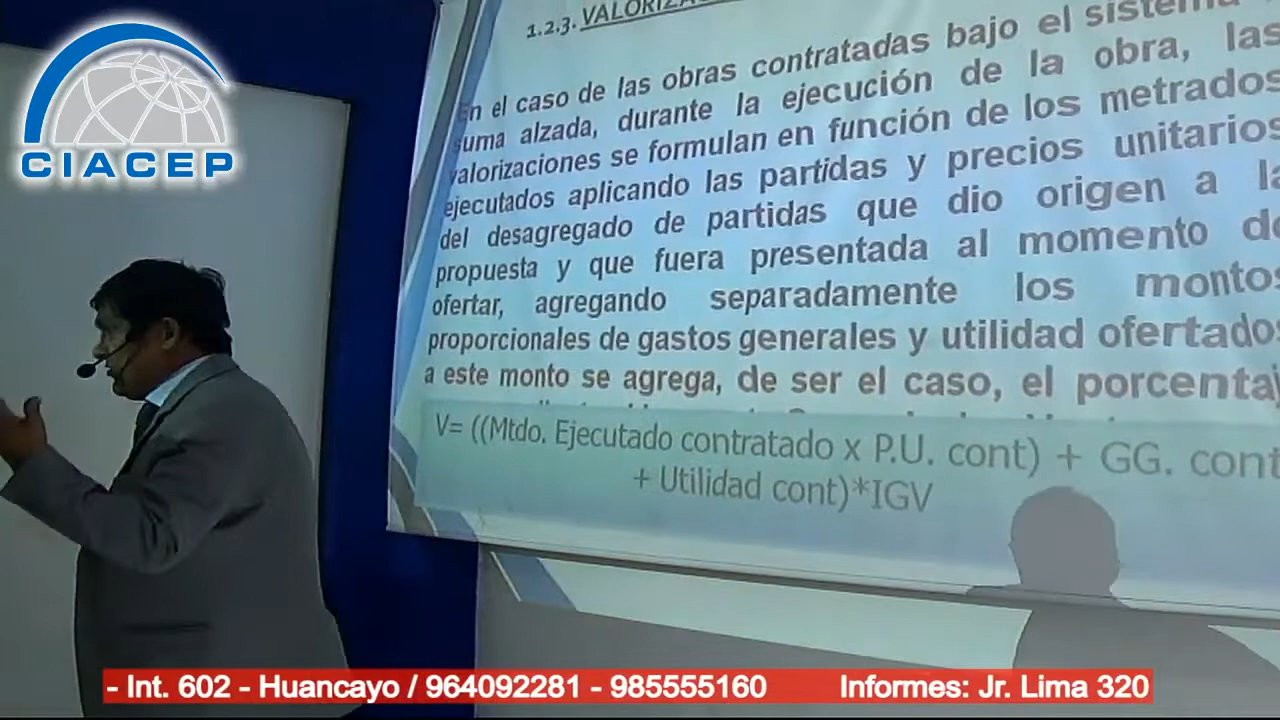 CIACEP
1.2.3. VALORIZA
En el caso de las obras contratadas bajo el sistema
suma alzada, durante la ejecución de la obra, las
valorizaciones se formulan en función de los metrados
ejecutados aplicando las partidas y precios unitarios
del desagregado de partidas que dio origen a la
propuesta y que fuera presentada al momento de
ofertar, agregando separadamente los montos
proporcionales de gastos generales y utilidad ofertados
a este monto se agrega, de ser el caso, el porcentaj
V= ((Mtdo. Ejecutado contratado x P.U. cont) + GG. cont
+ Utilidad cont)*IGV
- Int. 602 - Huancayo / 964092281 - 985555160 Informes: Jr. Lima 320